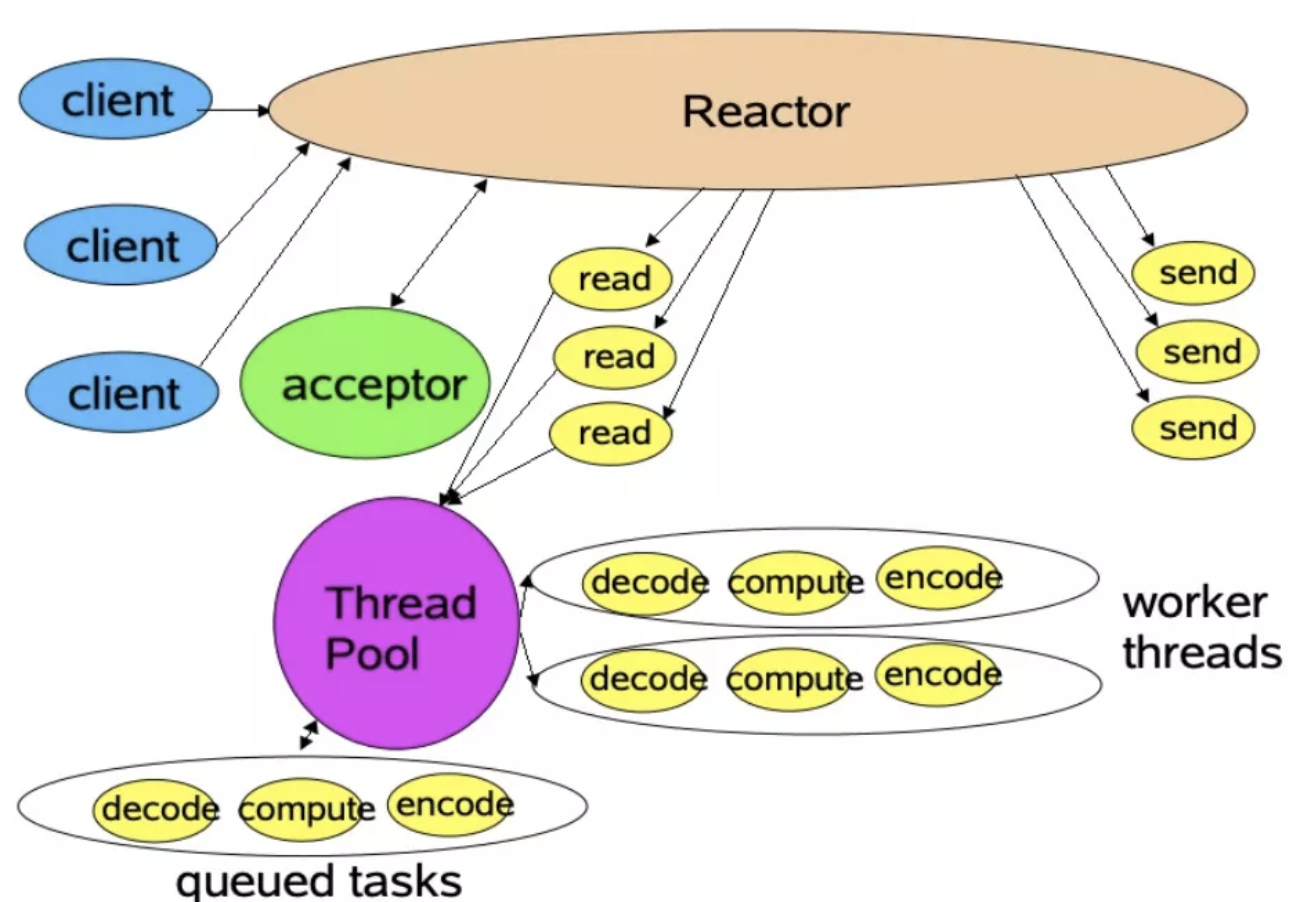 client
Reactor
client
client
acceptor
read
read
read
send
send
send
Thread
Pool
decode compute encode
decode compute encode
worker
threads
decode compute encode
queued tasks